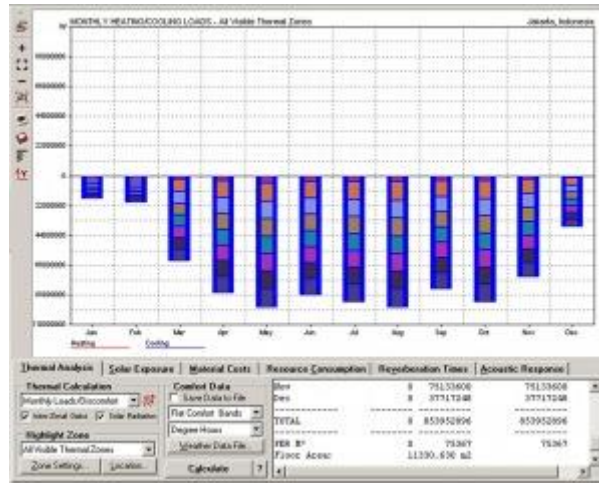 MONTHLY HEATING/COOLING LOADS - All Visible Thermal Zones
Jakarta, Indonesia
W
0
Jan Feb Mar Apr May Jun Jul Aug Sep Oct Nov Dec
Heating Cooling
Thermal Analysis Solar Exposure Material Costs Resource Consumption Reverberation Times Acoustic Response
Thermal Calculation
Monthly Loads/Discomfort
Inter-Zonal Gains Solar Radiation
Highlight Zone
All Visible Thermal Zones
Zone Settings... Location...
Comfort Data
Save Data to File
Flat Comfort Bands
Degree Hours
Weather Data File...
Calculate ?
Nov 0 75133600 75133600
Dec 0 37717248 37717248
TOTAL 0 853952896 853952896
PER M² 0 75367 75367
Floor Area: m2